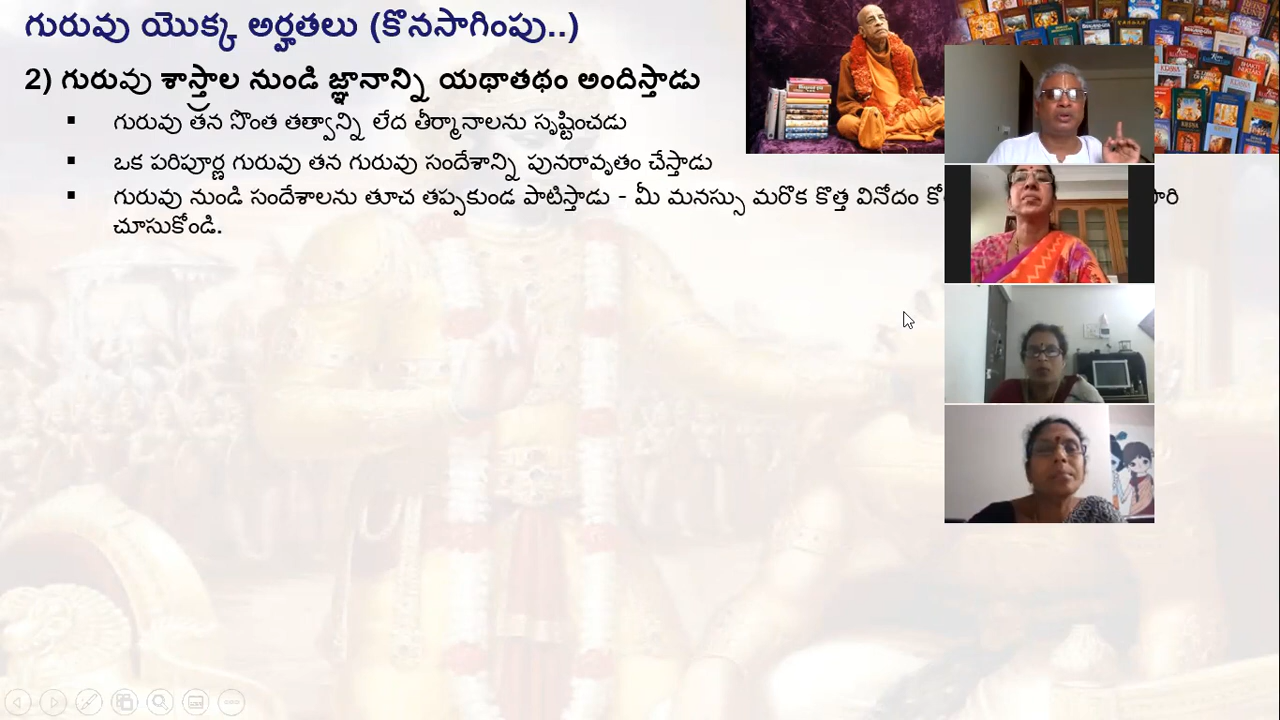 గురువు యొక్క అర్హతలు (కొనసాగింపు..)
2) గురువు శాస్త్రాల నుండి జ్ఞానాన్ని యథాతథం అందిస్తాడు
▪ గురువు తన సొంత తత్వాన్ని లేద తీర్మానాలను సృష్టించడు
▪ ఒక పరిపూర్ణ గురువు తన గురువు సందేశాన్ని పునరావృతం చేస్తాడు
▪ గురువు నుండి సందేశాలను తూచ తప్పకుండ పాటిస్తాడు - మీ మనస్సు మరొక కొత్త వినోదం
చూసుకోండి.